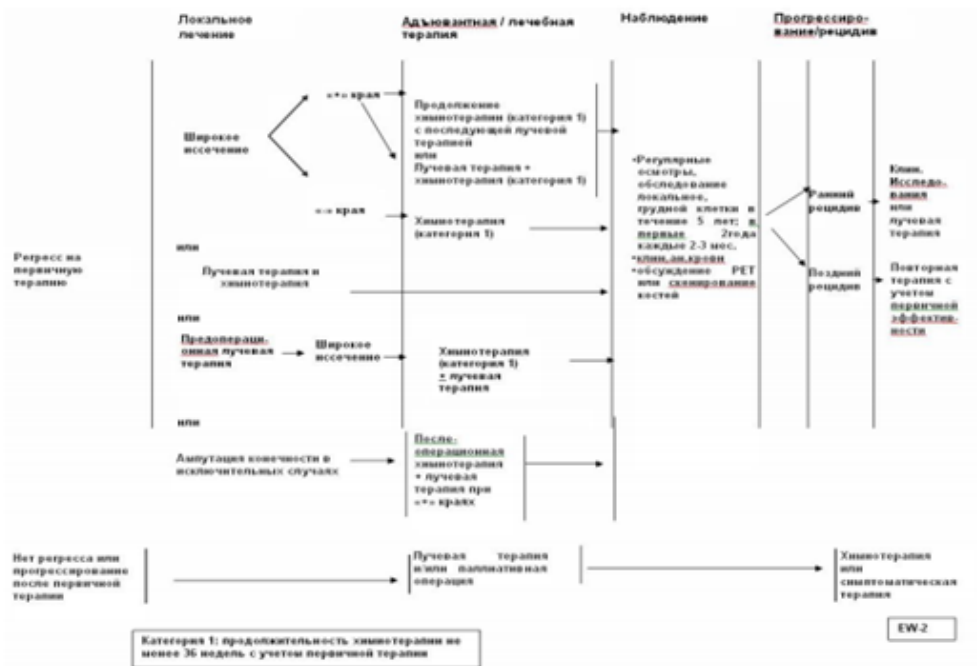 Локальное
лечение
Адъювантная / лечебная
терапия
Наблюдение
Прогрессиро-
вание/рецидив
Регресс на
первичную
терапию
Широкое
иссечение
«+» края
«-» края
Продолжение
химиотерапии (категория 1)
с последующей лучевой
терапией
или
Лучевая терапия +
химиотерапия (категория 1)
Химиотерапия
(категория 1)
или
Лучевая терапия и
химиотерапия
или
Предопераци-
онная лучевая
терапия
Широкое
иссечение
Химиотерапия
(категория 1)
+ лучевая
терапия
или
Ампутация конечности в
исключительных случаях
После-
операционная
химиотерапия
+ лучевая
терапия при
«+» краях
•Регулярные
осмотры,
обследование
локальное,
грудной клетки в
течение 5 лет; в
первые 2года
каждые 2-3 мес.
•клин.ан.крови
•обсуждение PET
или сканирование
костей
Ранний
рецидив
Клин.
Исследо-
вания
или
лучевая
терапия
Поздний
рецидив
Повторная
терапия с
учетом
первичной
эффектив-
ности
Нет регресса или
прогрессирование
после первичной
терапии
Лучевая терапия
и/или паллиативная
операция
Химиотерапия
или
симптоматическая
терапия
Категория 1: продолжительность химиотерапии не
менее 36 недель с учетом первичной терапии
EW-2